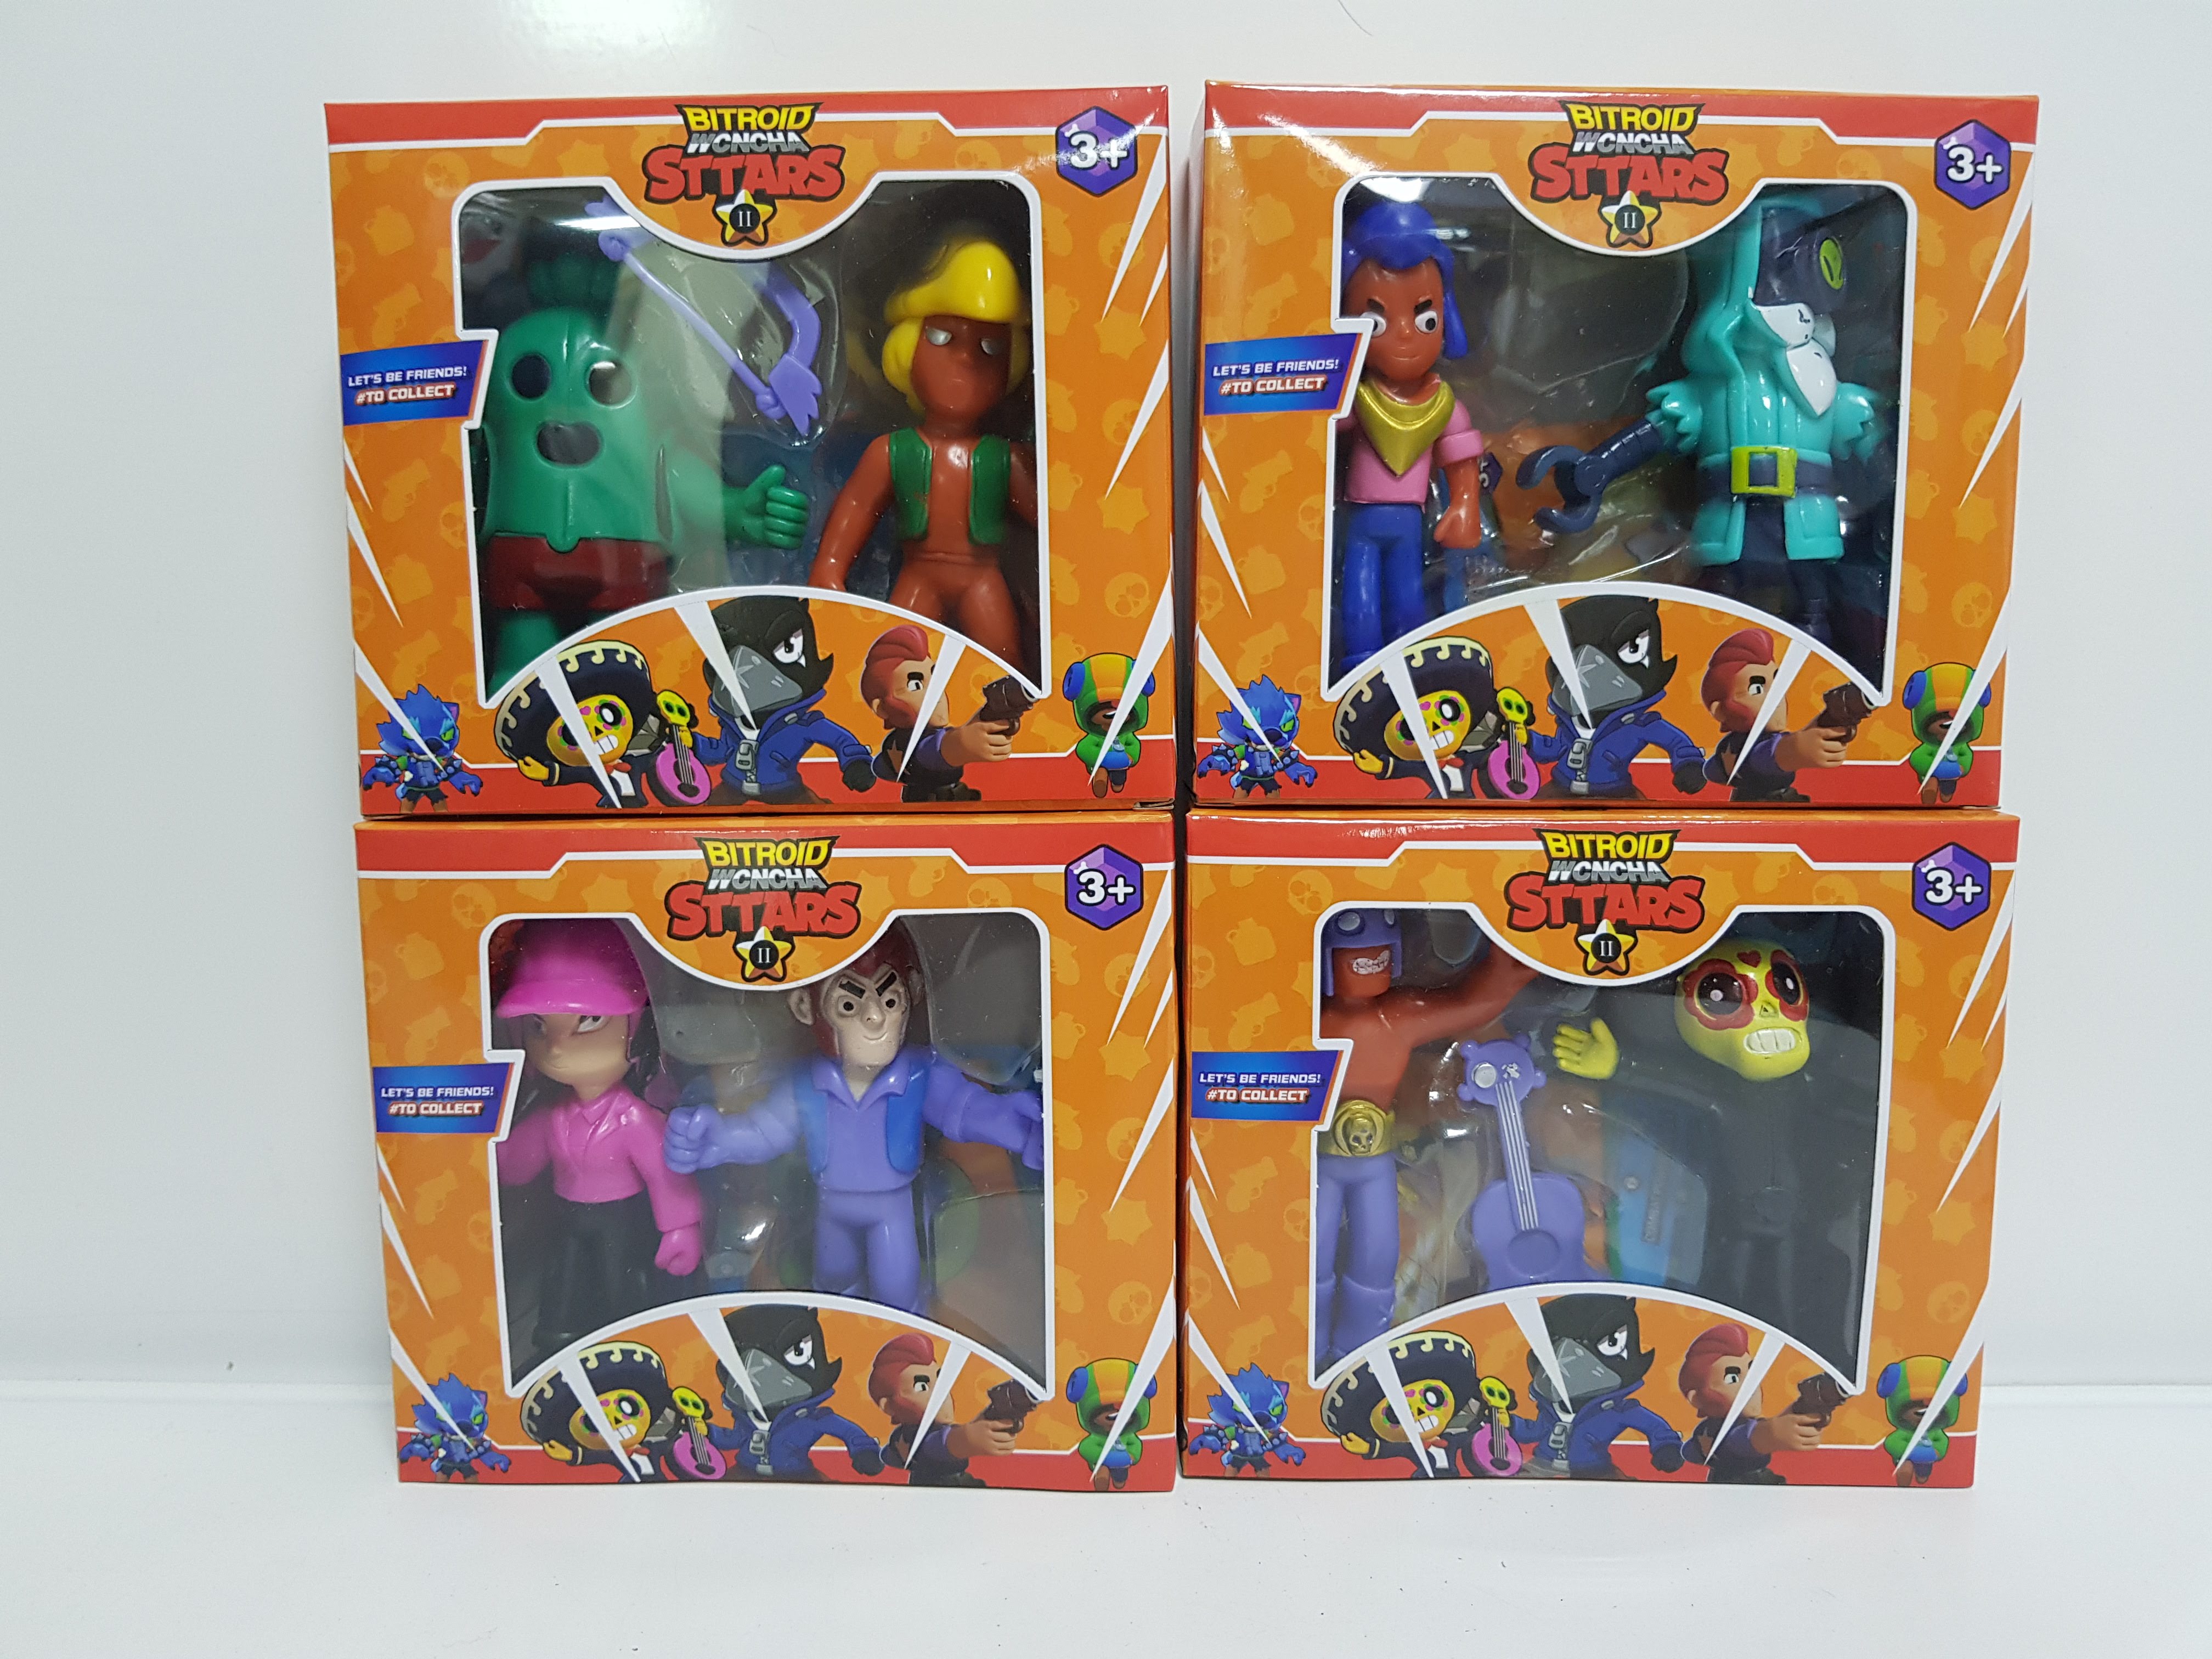 BITROID
WCNCHA
STTARS
II
3+
LET'S BE FRIENDS!
#TO COLLECT
BITROID
WCNCHA
STTARS
II
3+
LET'S BE FRIENDS!
#TO COLLECT
BITROID
WCNCHA
STTARS
II
3+
LET'S BE FRIENDS!
#TO COLLECT
BITROID
WCNCHA
STTARS
II
3+
LET'S BE FRIENDS!
#TO COLLECT